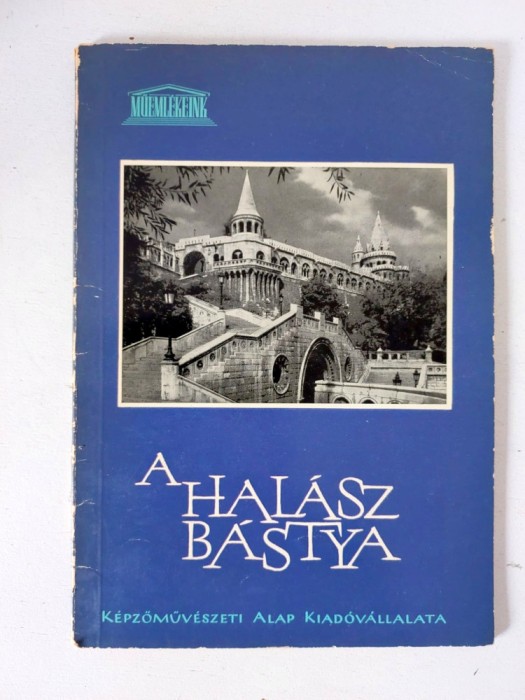 MŰEMLÉKEINK
A HALÁSZ
BÁSTYA
KÉPZŐMŰVÉSZETI ALAP KIADÓVÁLLALATA